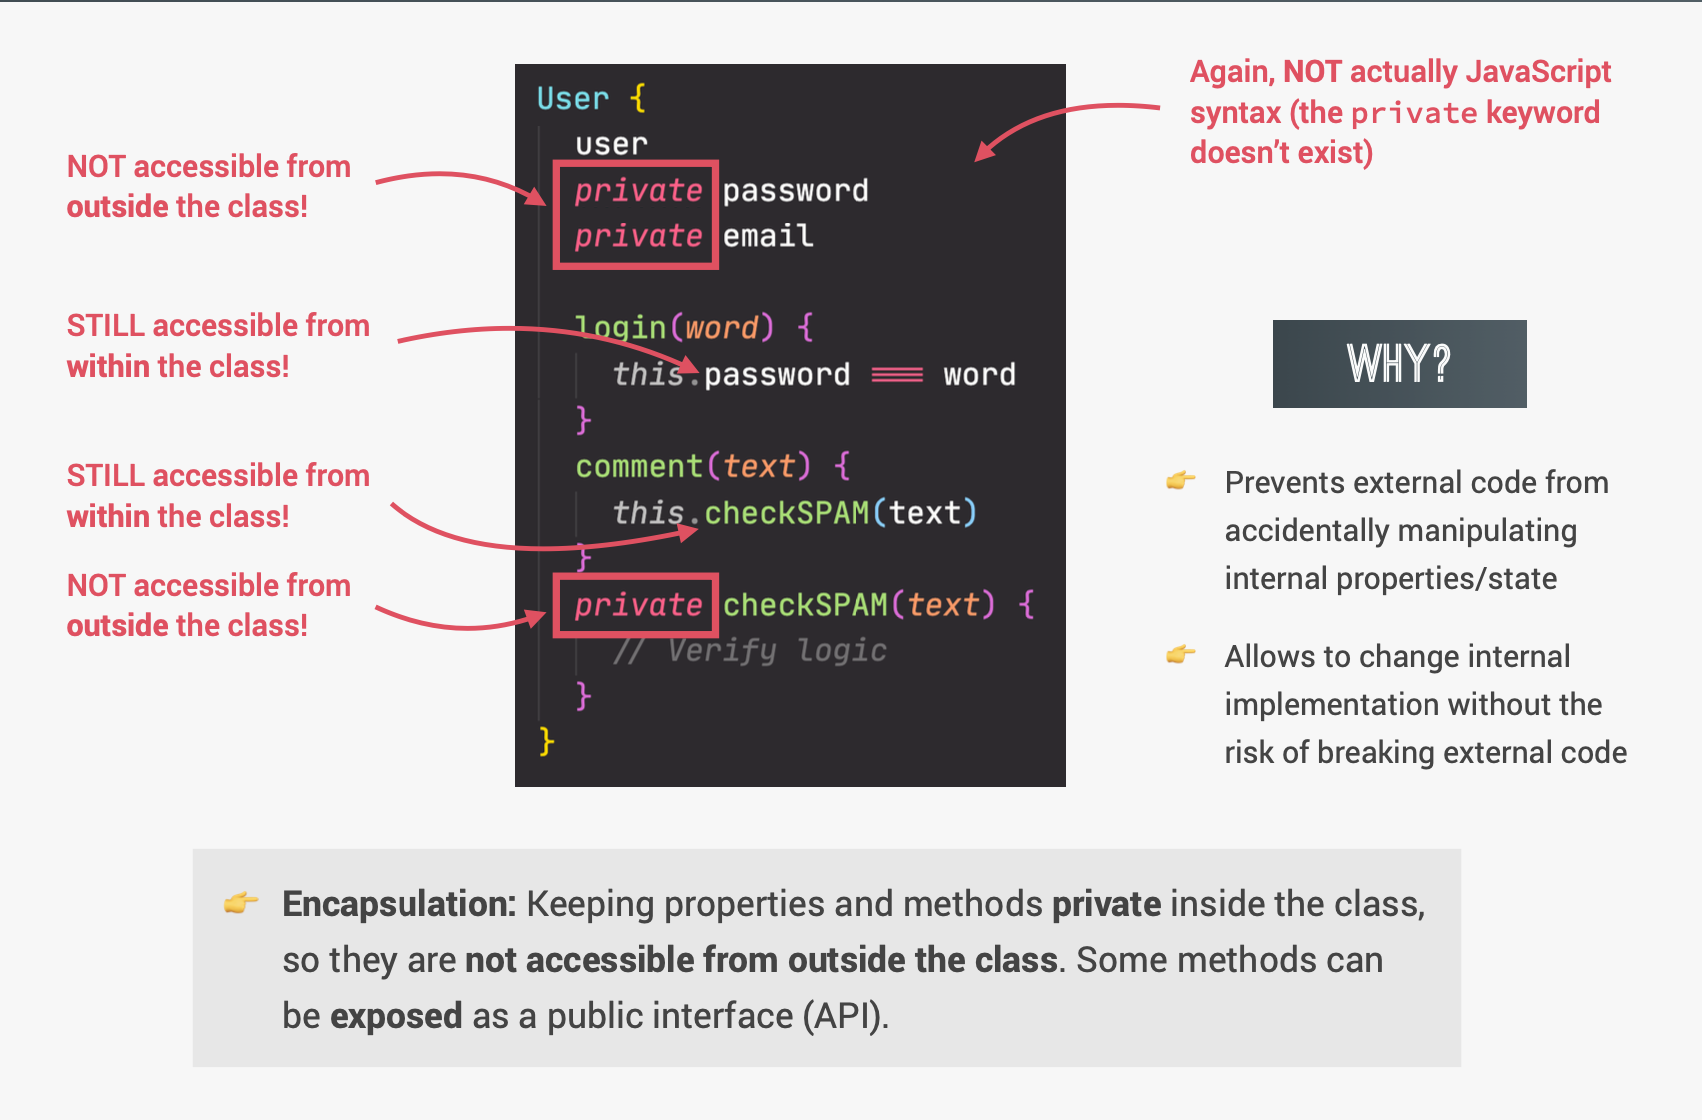 Again, NOT actually JavaScript
syntax (the private keyword
doesn’t exist)
NOT accessible from
outside the class!
STILL accessible from
within the class!
STILL accessible from
within the class!
NOT accessible from
outside the class!
User {
user
private password
private email
login(word) {
this.password === word
}
comment(text) {
this.checkSPAM(text)
}
private checkSPAM(text) {
// Verify logic
}
}
WHY?
👉 Prevents external code from
accidentally manipulating
internal properties/state
👉 Allows to change internal
implementation without the
risk of breaking external code
👉 Encapsulation: Keeping properties and methods private inside the class,
so they are not accessible from outside the class. Some methods can
be exposed as a public interface (API).